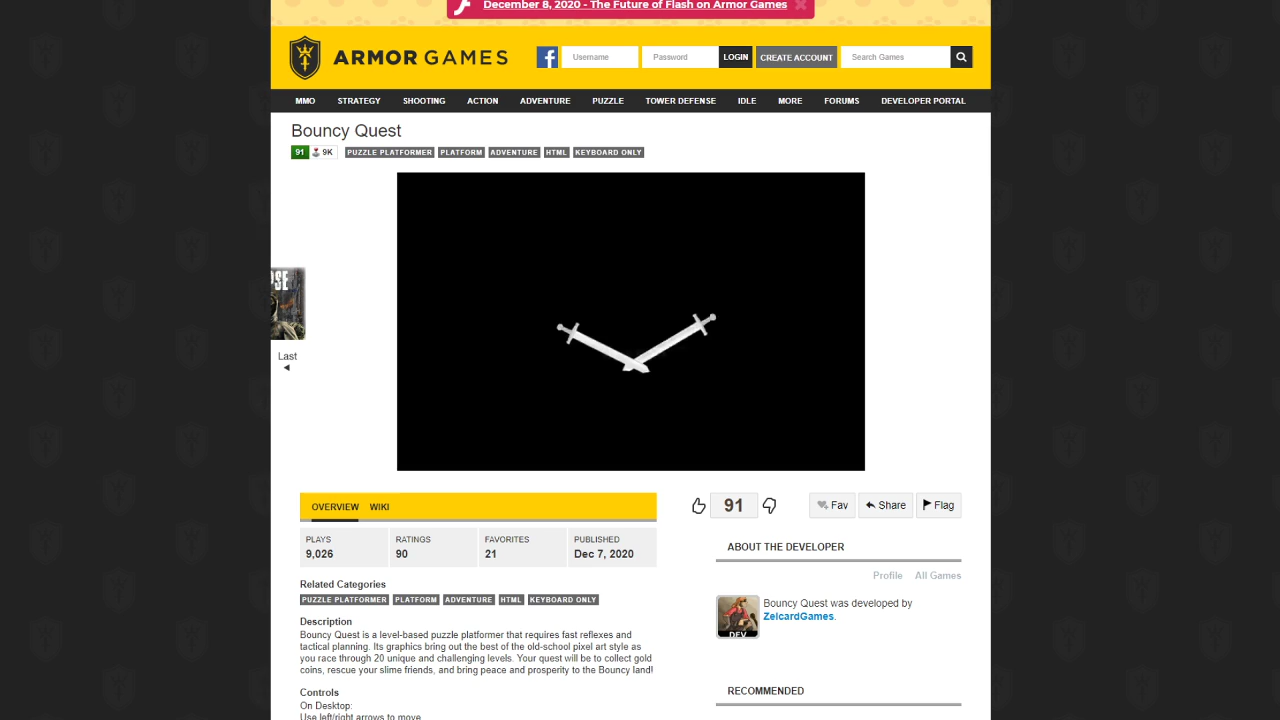 December 8, 2020 - The Future of Flash on Armor Games
ARMOR GAMES
Username
Password
LOGIN
CREATE ACCOUNT
Search Games
MMO STRATEGY SHOOTING ACTION ADVENTURE PUZZLE TOWER DEFENSE IDLE MORE FORUMS DEVELOPER PORTAL
Bouncy Quest
91 9K PUZZLE PLATFORMER PLATFORM ADVENTURE HTML KEYBOARD ONLY
Last
OVERVIEW WIKI
91
Fav Share Flag
PLAYS RATINGS FAVORITES PUBLISHED
9,026 90 21 Dec 7, 2020
Related Categories
PUZZLE PLATFORMER PLATFORM ADVENTURE HTML KEYBOARD ONLY
Description
Bouncy Quest is a level-based puzzle platformer that requires fast reflexes and
tactical planning. Its graphics bring out the best of the old-school pixel art style as
you race through 20 unique and challenging levels. Your quest will be to collect gold
coins, rescue your slime friends, and bring peace and prosperity to the Bouncy land!
Controls
On Desktop:
Use left/right arrows to move
ABOUT THE DEVELOPER
Profile All Games
Bouncy Quest was developed by
ZelcardGames.
DEV
RECOMMENDED